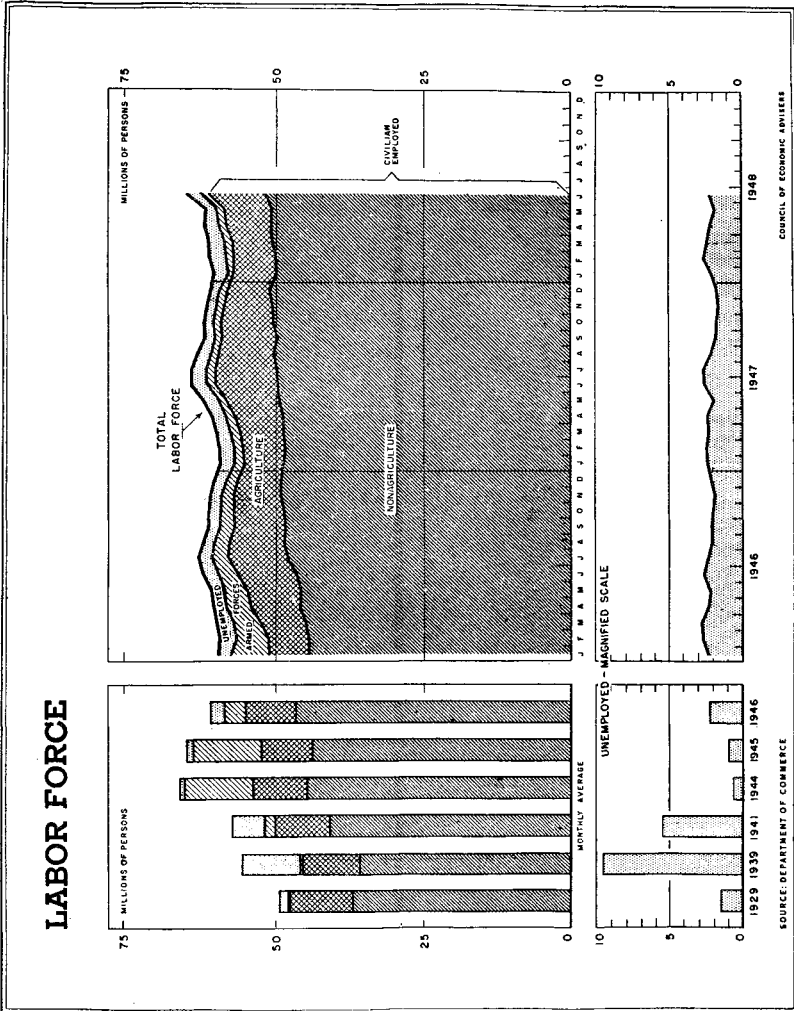 LABOR FORCE
MILLIONS OF PERSONS
75
50
25
0
MONTHLY AVERAGE
MILLIONS OF PERSONS
75
50
25
0
TOTAL
LABOR FORCE
UNEMPLOYED
ARMED FORCES
AGRICULTURE
NONAGRICULTURE
CIVILIAN
EMPLOYED
J F M A M J J A S O N D J F M A M J J A S O N D J F M A M J J A S O N D
UNEMPLOYED - MAGNIFIED SCALE
10
5
0
10
5
0
1929 1939 1941 1944 1945 1946
1946 1947 1948
SOURCE: DEPARTMENT OF COMMERCE
COUNCIL OF ECONOMIC ADVISERS